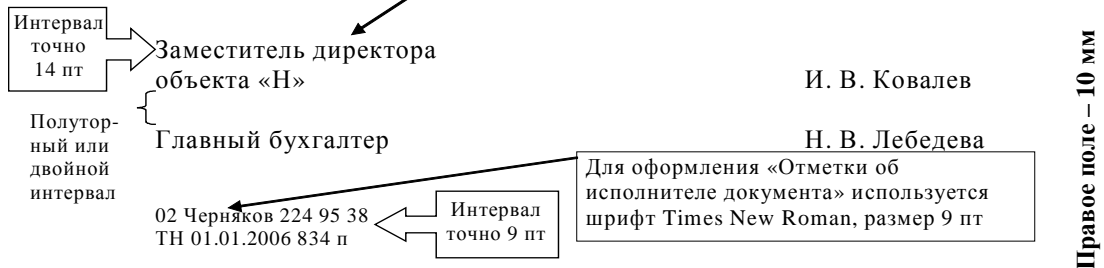 Интервал
точно
14 пт
Заместитель директора
объекта «Н»
И. В. Ковалев
Полутор-
ный или
двойной
интервал
Главный бухгалтер
Н. В. Лебедева
Для оформления «Отметки об
исполнителе документа» используется
шрифт Times New Roman, размер 9 пт
02 Черняков 224 95 38
ТН 01.01.2006 834 п
Интервал
точно 9 пт
Правое поле – 10 мм